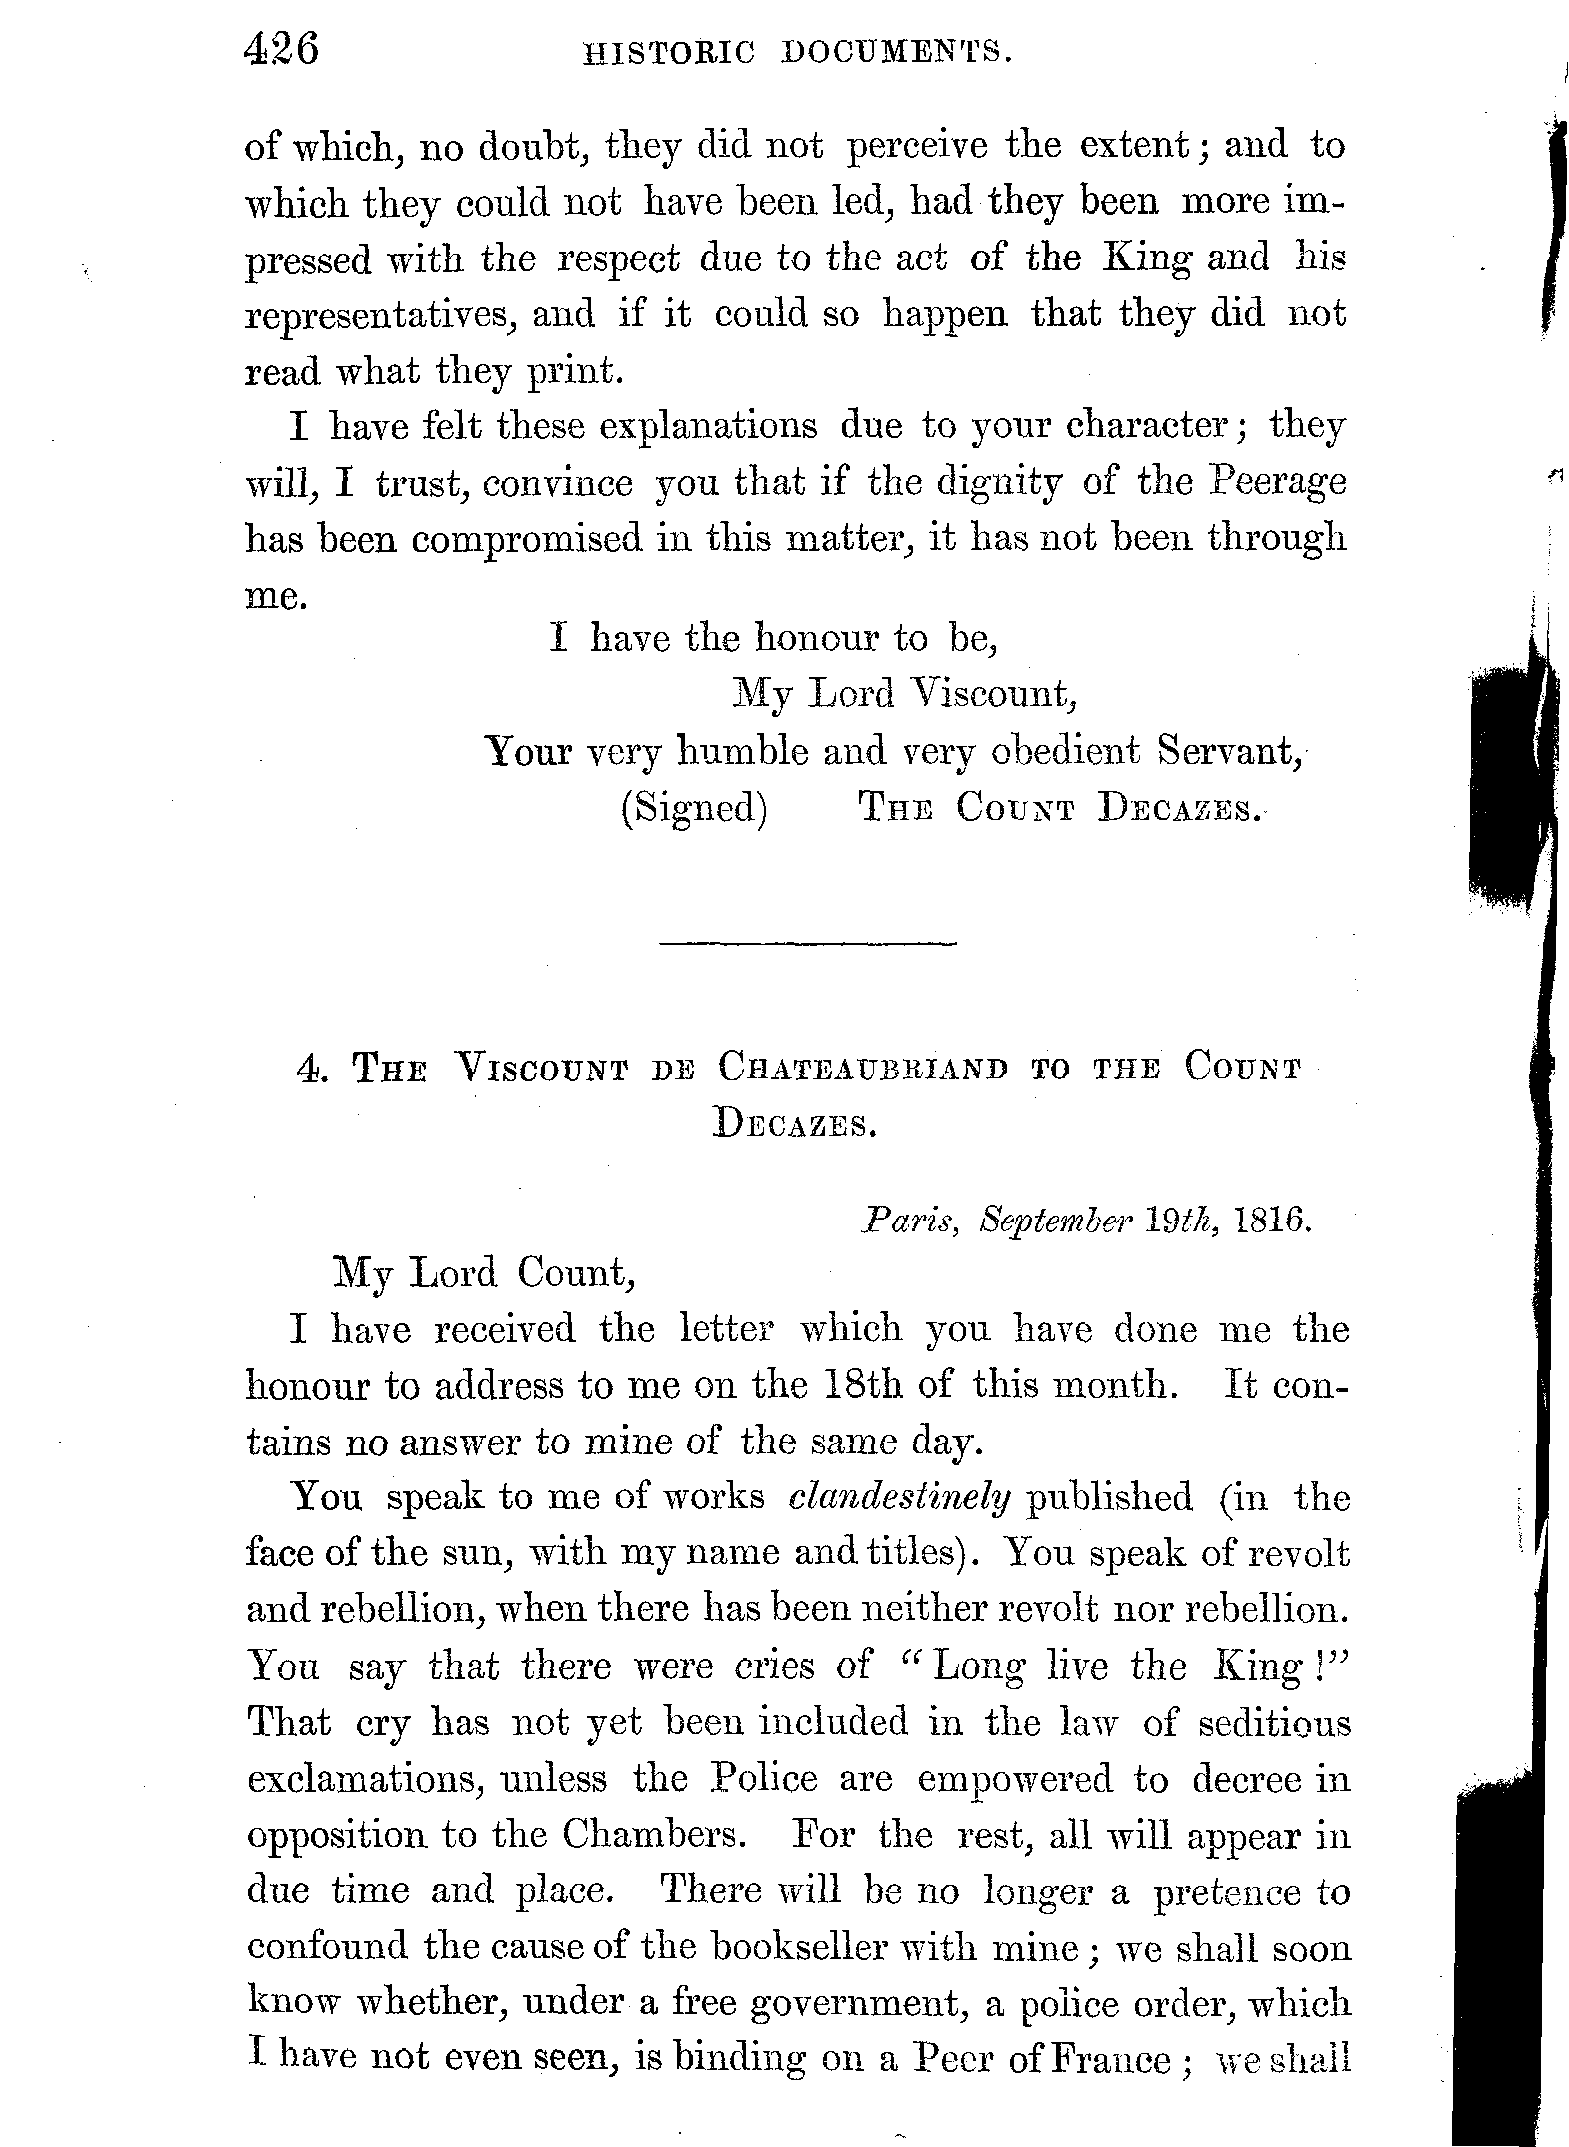 426 HISTORIC DOCUMENTS.
of which, no doubt, they did not perceive the extent; and to
which they could not have been led, had they been more im-
pressed with the respect due to the act of the King and his
representatives, and if it could so happen that they did not
read what they print.
I have felt these explanations due to your character; they
will, I trust, convince you that if the dignity of the Peerage
has been compromised in this matter, it has not been through
me.
I have the honour to be,
My Lord Viscount,
Your very humble and very obedient Servant,
(Signed) THE COUNT DECAZES.
4. THE VISCOUNT DE CHATEAUBRIAND TO THE COUNT
DECAZES.
Paris, September 19th, 1816.
My Lord Count,
I have received the letter which you have done me the
honour to address to me on the 18th of this month. It con-
tains no answer to mine of the same day.
You speak to me of works clandestinely published (in the
face of the sun, with my name and titles). You speak of revolt
and rebellion, when there has been neither revolt nor rebellion.
You say that there were cries of "Long live the King!"
That cry has not yet been included in the law of seditious
exclamations, unless the Police are empowered to decree in
opposition to the Chambers. For the rest, all will appear in
due time and place. There will be no longer a pretence to
confound the cause of the bookseller with mine; we shall soon
know whether, under a free government, a police order, which
I have not even seen, is binding on a Peer of France; we shall